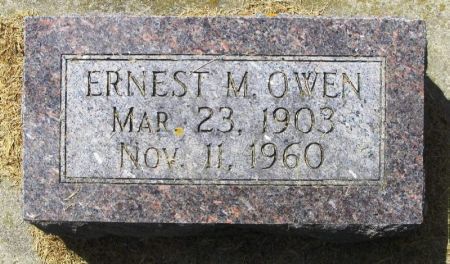 ERNEST M. OWEN
MAR. 23, 1903
NOV. 11, 1960